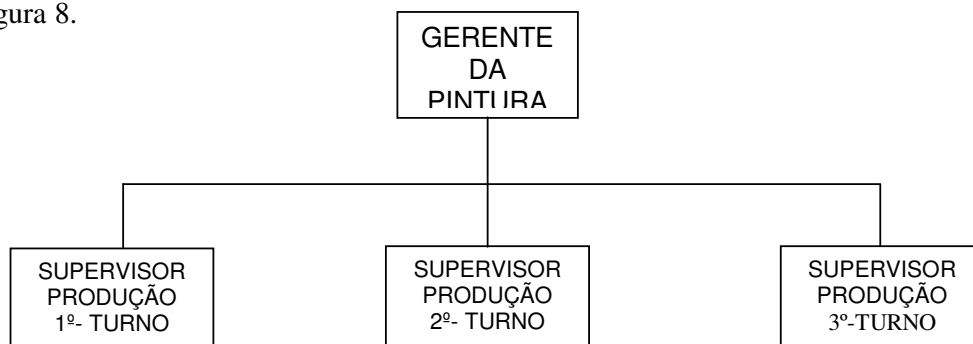 gura 8.
GERENTE
DA
PINTURA
SUPERVISOR
PRODUÇÃO
1º- TURNO
SUPERVISOR
PRODUÇÃO
2º- TURNO
SUPERVISOR
PRODUÇÃO
3º-TURNO